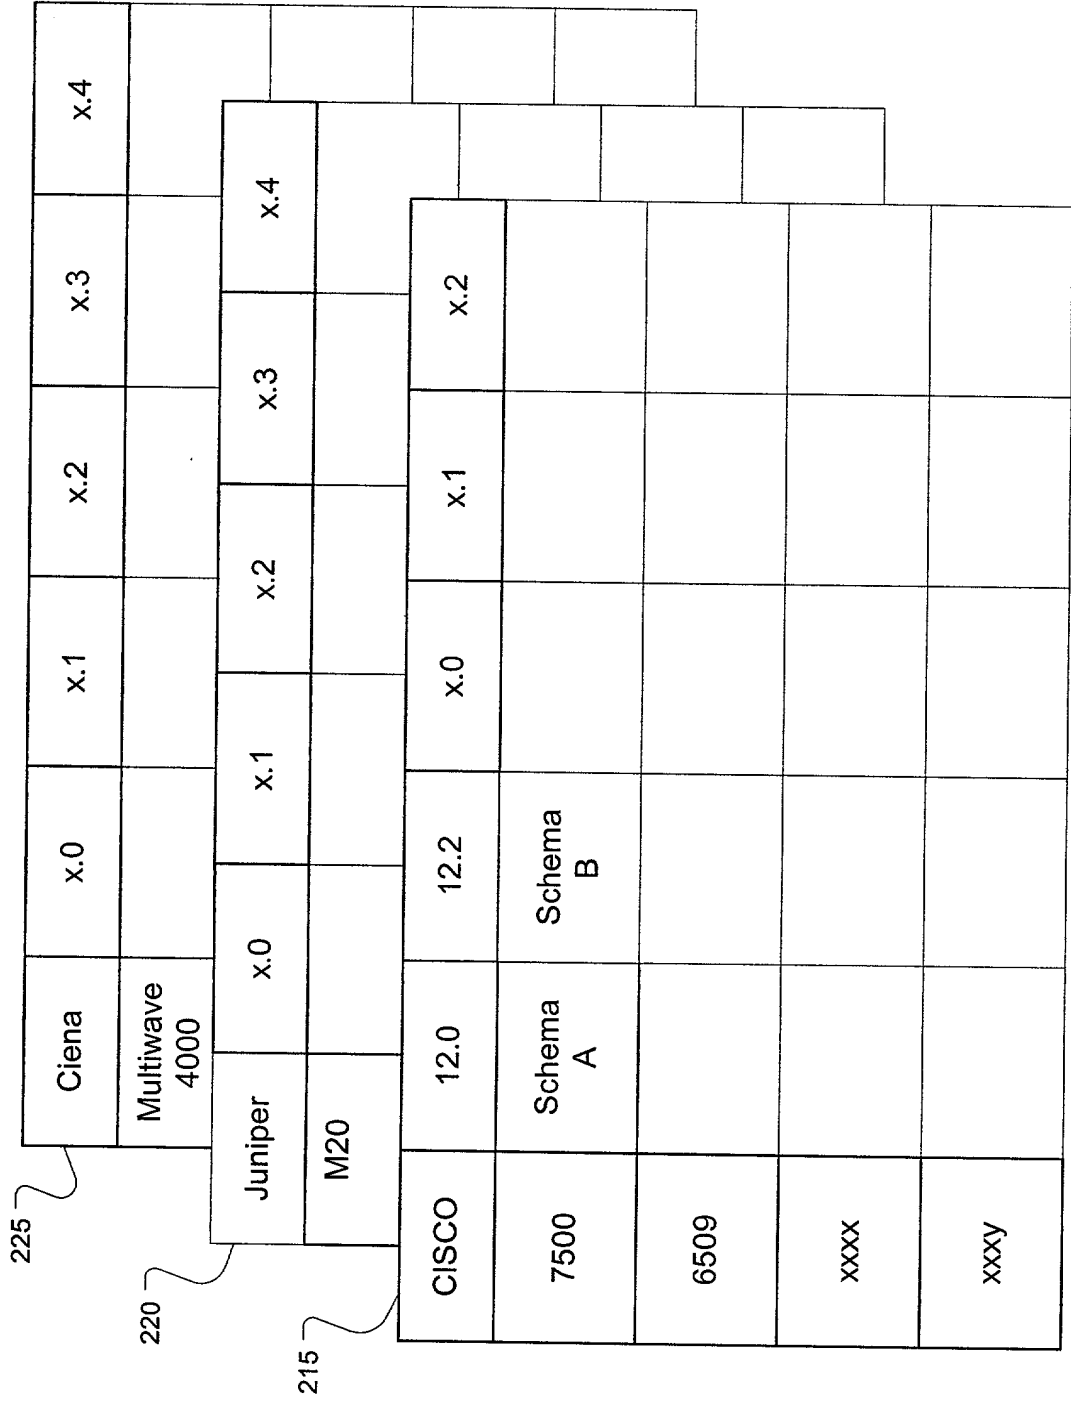 225
Ciena x.0 x.1 x.2 x.3 x.4
Multiwave
4000
220
Juniper x.0 x.1 x.2 x.3 x.4
M20
215
CISCO 12.0 12.2 x.0 x.1 x.2
7500 Schema Schema
A B
6509
xxxx
xxxy